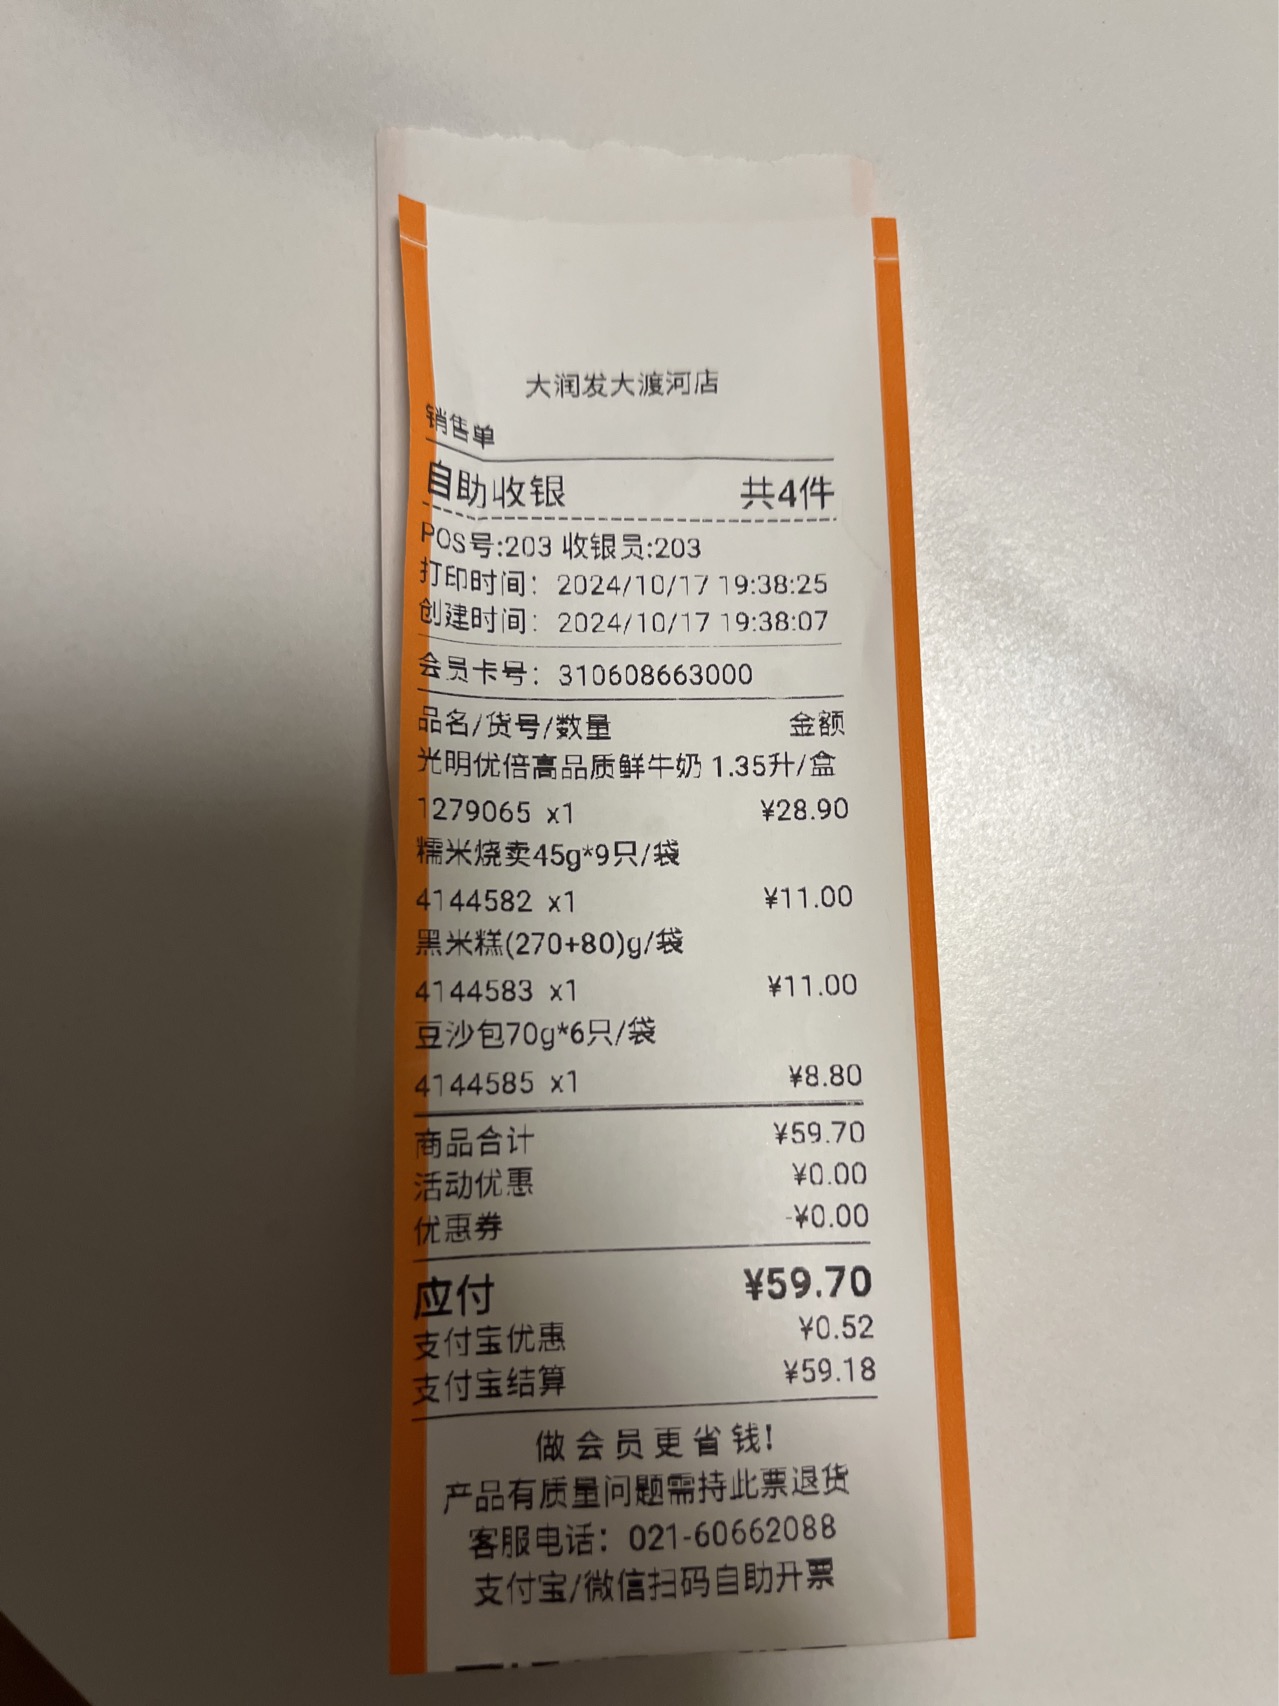 大润发大渡河店
销售单
自助收银 共4件
POS号:203 收银员:203
打印时间: 2024/10/17 19:38:25
创建时间: 2024/10/17 19:38:07
会员卡号: 310608663000
品名/货号/数量 金额
光明优倍高品质鲜牛奶 1.35升/盒
1279065 x1 ¥28.90
糯米烧卖45g*9只/袋
4144582 x1 ¥11.00
黑米糕(270+80)g/袋
4144583 x1 ¥11.00
豆沙包70g*6只/袋
4144585 x1 ¥8.80
商品合计 ¥59.70
活动优惠 ¥0.00
优惠券 -¥0.00
应付 ¥59.70
支付宝优惠 ¥0.52
支付宝结算 ¥59.18
做会员更省钱!
产品有质量问题需持此票退货
客服电话: 021-60662088
支付宝/微信扫码自助开票